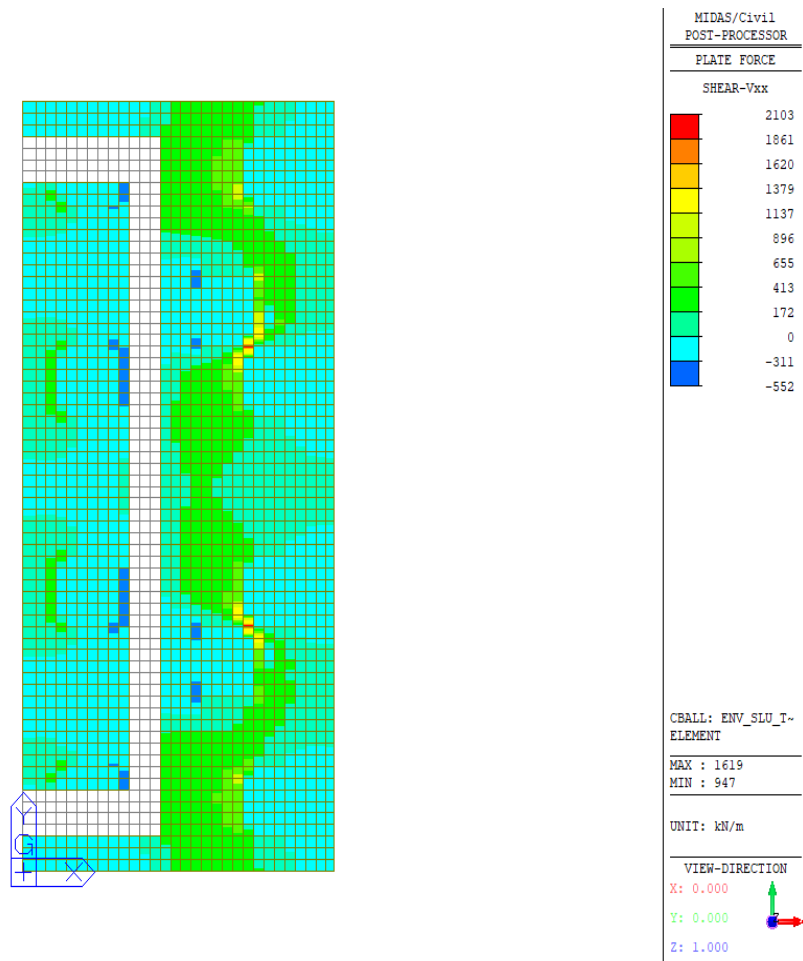 MIDAS/Civil
POST-PROCESSOR
PLATE FORCE
SHEAR-Vxx
2103
1861
1620
1379
1137
896
655
413
172
0
-311
-552
CBALL: ENV_SLU_T~
ELEMENT
MAX : 1619
MIN : 947
UNIT: kN/m
VIEW-DIRECTION
X: 0.000
Y: 0.000
Z: 1.000
Z
Y
G
X